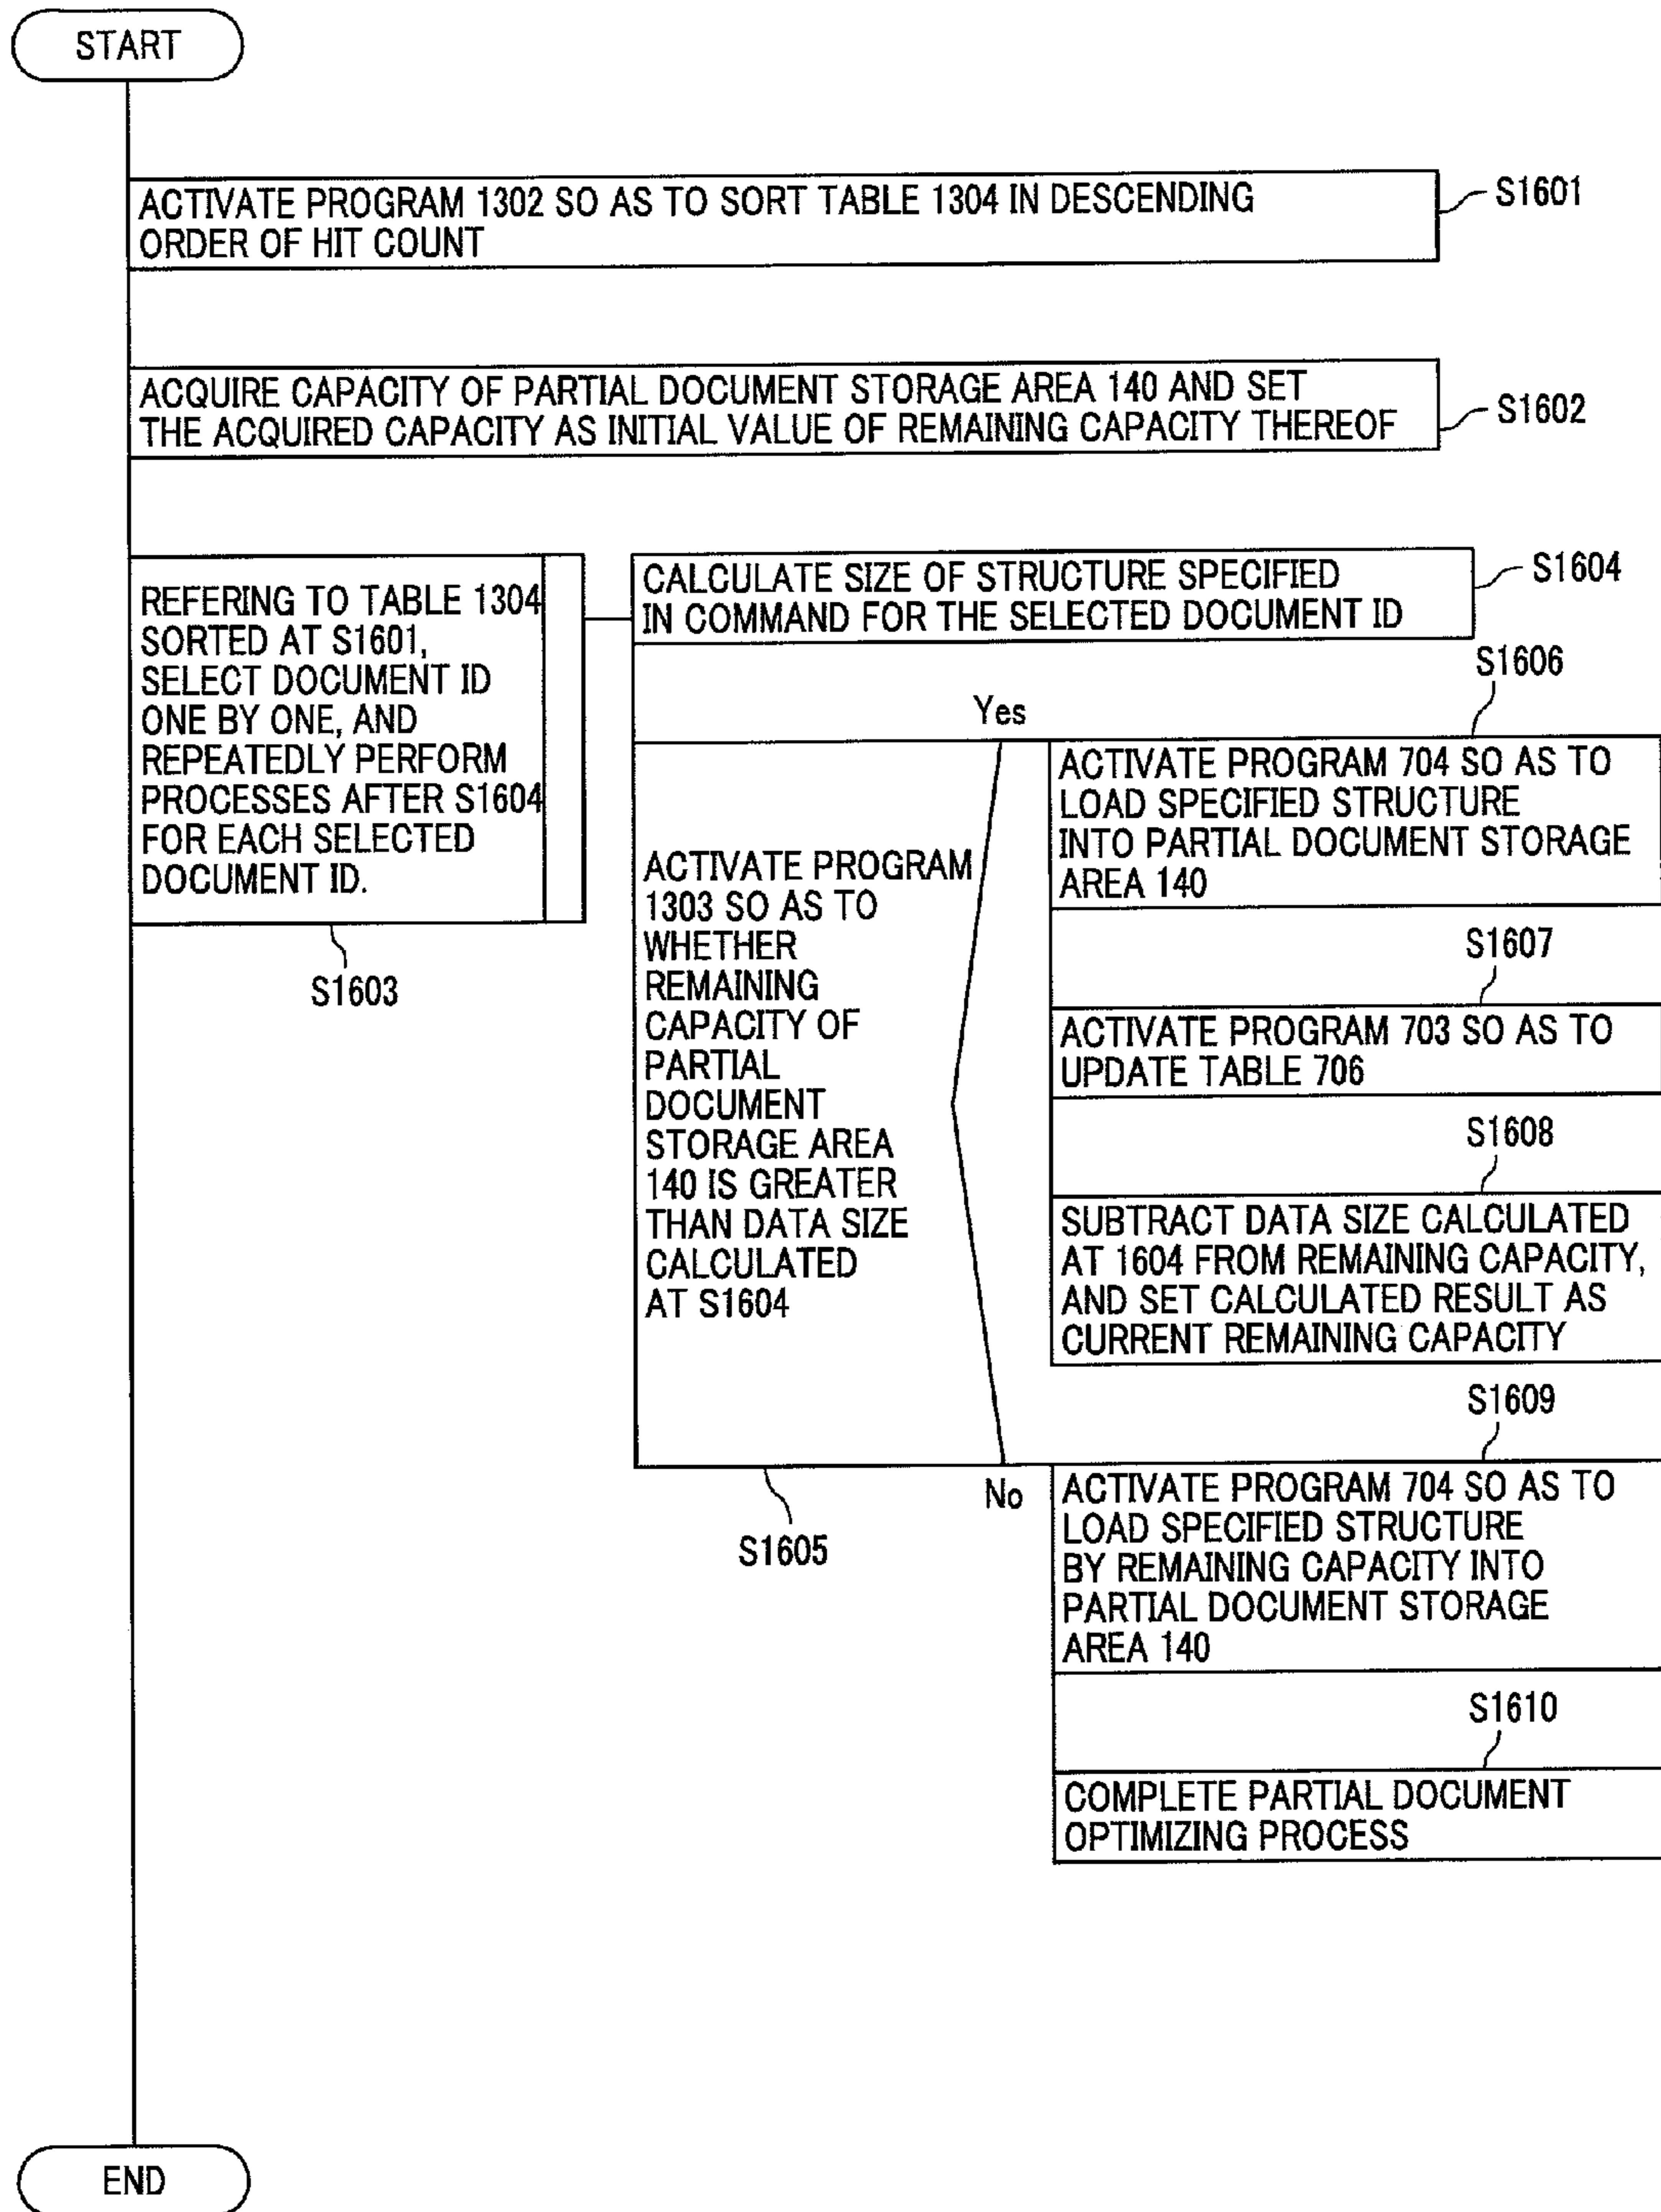 START
ACTIVATE PROGRAM 1302 SO AS TO SORT TABLE 1304 IN DESCENDING
ORDER OF HIT COUNT
S1601
ACQUIRE CAPACITY OF PARTIAL DOCUMENT STORAGE AREA 140 AND SET
THE ACQUIRED CAPACITY AS INITIAL VALUE OF REMAINING CAPACITY THEREOF
S1602
REFERING TO TABLE 1304
SORTED AT S1601,
SELECT DOCUMENT ID
ONE BY ONE, AND
REPEATEDLY PERFORM
PROCESSES AFTER S1604
FOR EACH SELECTED
DOCUMENT ID.
S1603
CALCULATE SIZE OF STRUCTURE SPECIFIED
IN COMMAND FOR THE SELECTED DOCUMENT ID
S1604
ACTIVATE PROGRAM
1303 SO AS TO
WHETHER
REMAINING
CAPACITY OF
PARTIAL
DOCUMENT
STORAGE AREA
140 IS GREATER
THAN DATA SIZE
CALCULATED
AT S1604
S1605
Yes
S1606
ACTIVATE PROGRAM 704 SO AS TO
LOAD SPECIFIED STRUCTURE
INTO PARTIAL DOCUMENT STORAGE
AREA 140
S1607
ACTIVATE PROGRAM 703 SO AS TO
UPDATE TABLE 706
S1608
SUBTRACT DATA SIZE CALCULATED
AT 1604 FROM REMAINING CAPACITY,
AND SET CALCULATED RESULT AS
CURRENT REMAINING CAPACITY
No
S1609
ACTIVATE PROGRAM 704 SO AS TO
LOAD SPECIFIED STRUCTURE
BY REMAINING CAPACITY INTO
PARTIAL DOCUMENT STORAGE
AREA 140
S1610
COMPLETE PARTIAL DOCUMENT
OPTIMIZING PROCESS
END